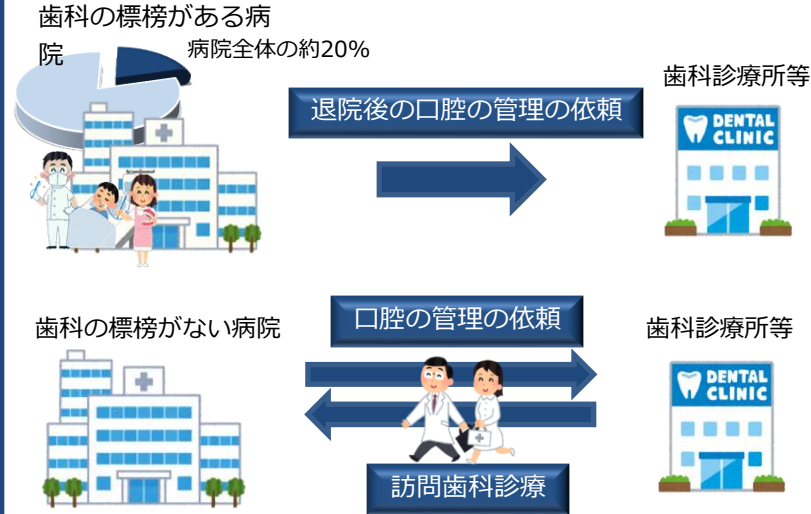 歯科の標榜がある病
院
病院全体の約20%
退院後の口腔の管理の依頼
歯科診療所等
DENTAL
CLINIC
歯科の標榜がない病院
口腔の管理の依頼
訪問歯科診療
歯科診療所等
DENTAL
CLINIC